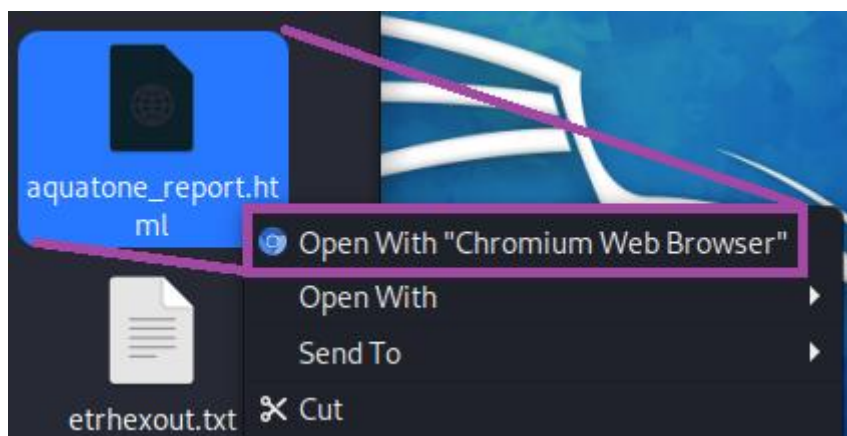 aquatone_report.ht
ml
Open With "Chromium Web Browser"
Open With
Send To
etrhexout.txt
Cut